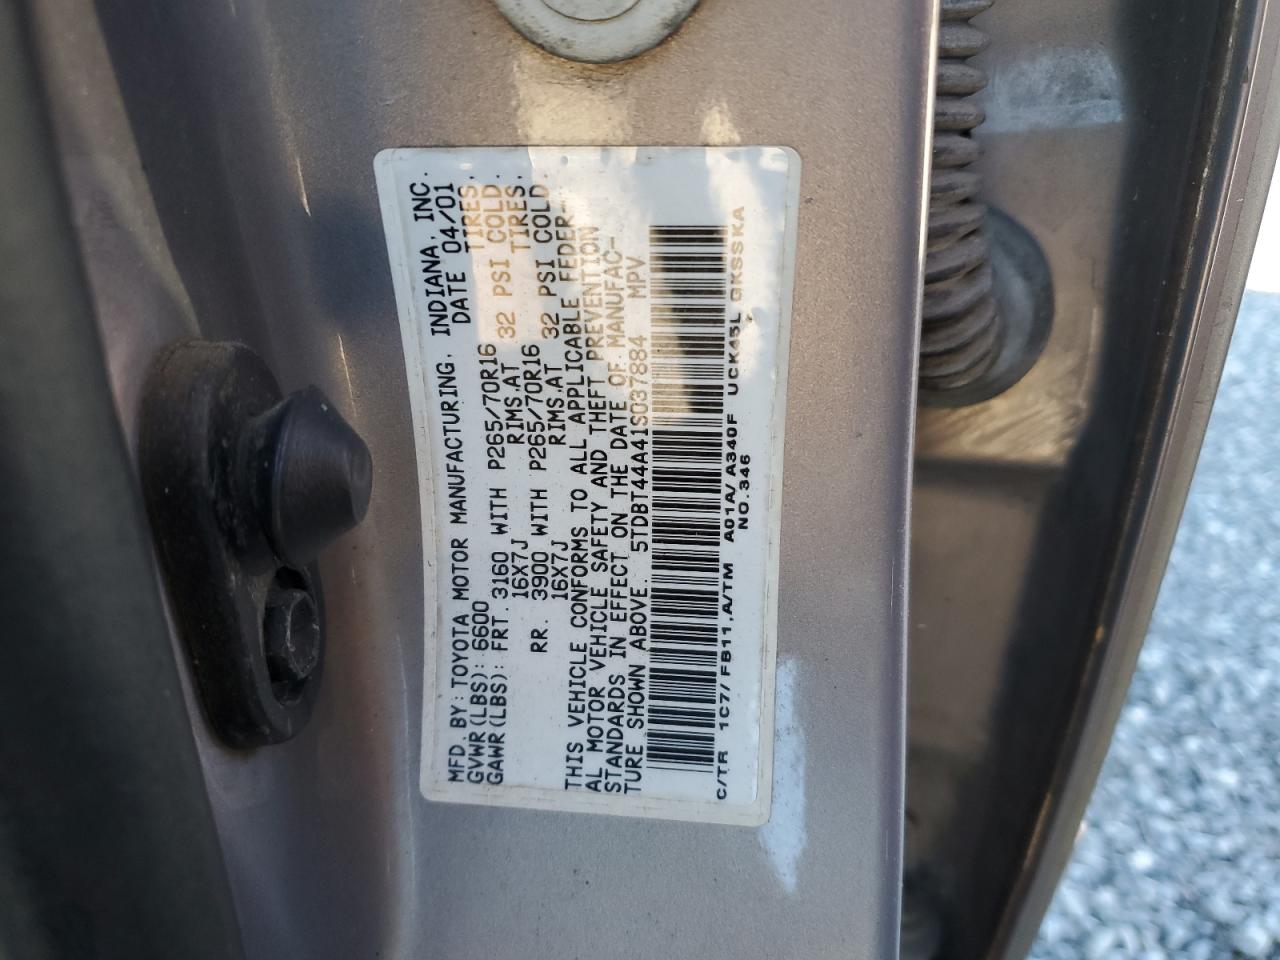 MFD. BY: TOYOTA MOTOR MANUFACTURING, INDIANA, INC.
GVWR(LBS): 6600 DATE 04/01
GAWR(LBS): FRT. 3160 WITH P265/70R16 TIRES,
16X7J RIMS,AT 32 PSI COLD.
RR. 3900 WITH P265/70R16 TIRES,
16X7J RIMS,AT 32 PSI COLD.
THIS VEHICLE CONFORMS TO ALL APPLICABLE FEDER-
AL MOTOR VEHICLE SAFETY AND THEFT PREVENTION
STANDARDS IN EFFECT ON THE DATE OF MANUFAC-
TURE SHOWN ABOVE. 5TDBT44A41S037884 MPV
C/TR 1C7/FB11,A/TM A01A/A340F UCK45L GKSSKA
NO.346